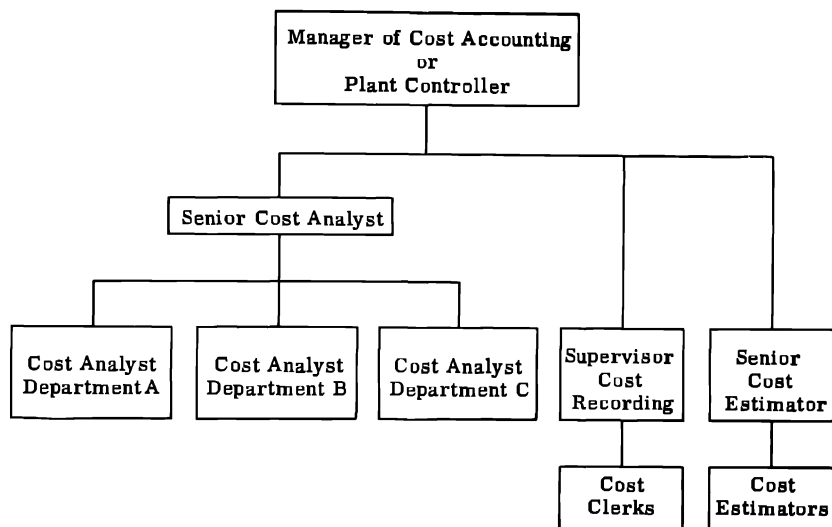 Manager of Cost Accounting
or
Plant Controller
Senior Cost Analyst
Cost Analyst
Department A
Cost Analyst
Department B
Cost Analyst
Department C
Supervisor
Cost
Recording
Senior
Cost
Estimator
Cost
Clerks
Cost
Estimators